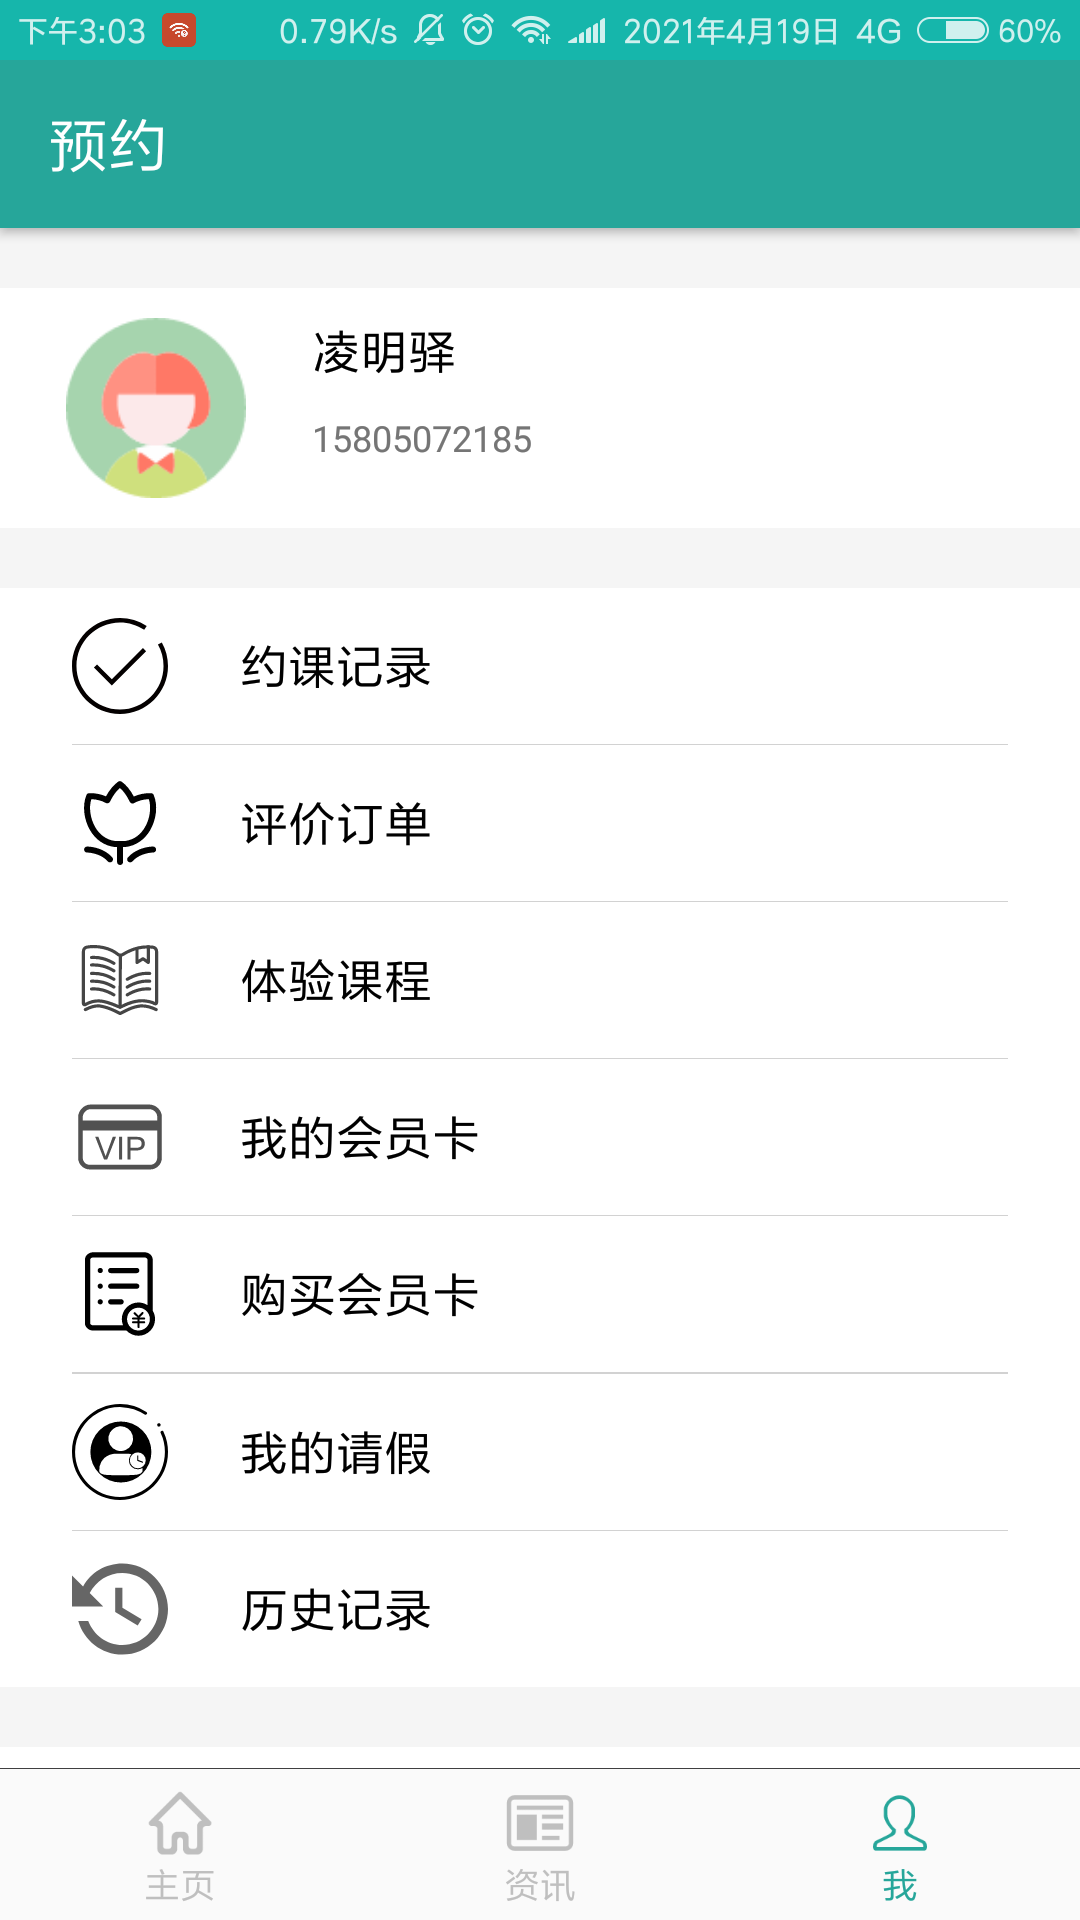 下午3:03 0.79K/s 2021年4月19日 4G 60%
预约
凌明驿
15805072185
约课记录
评价订单
体验课程
VIP 我的会员卡
¥ 购买会员卡
我的请假
历史记录
主页 资讯 我